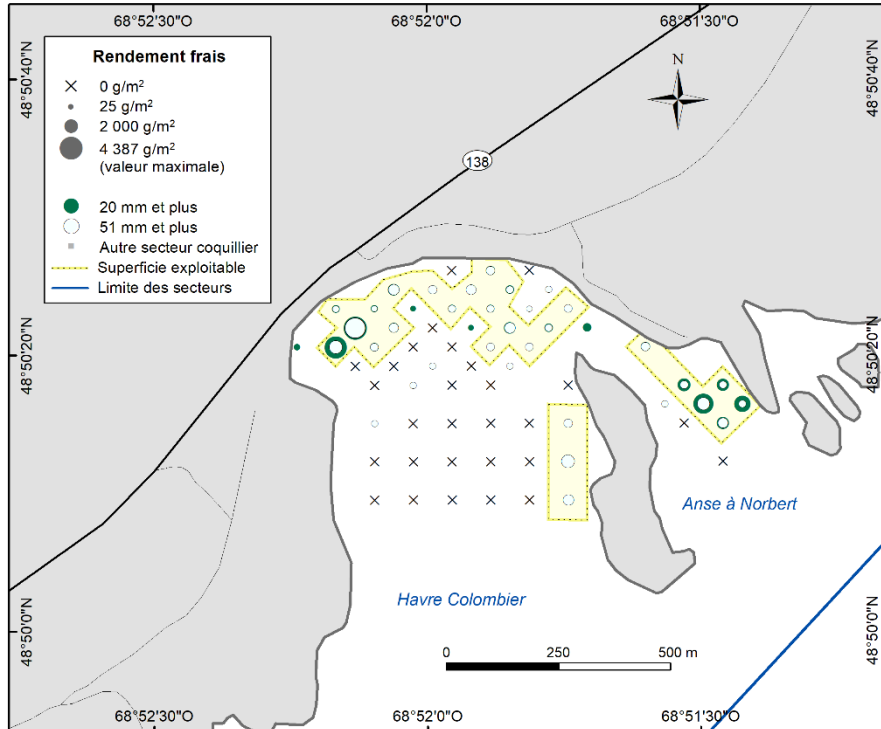 68°52'30"O
68°52'0"O
68°51'30"O
48°50'40"N
48°50'40"N
Rendement frais
0 g/m²
25 g/m²
2 000 g/m²
4 387 g/m²
(valeur maximale)
20 mm et plus
51 mm et plus
Autre secteur coquillier
Superficie exploitable
Limite des secteurs
N
138
48°50'20"N
48°50'20"N
Anse à Norbert
Havre Colombier
48°50'0"N
48°50'0"N
0 250 500 m
68°52'30"O
68°52'0"O
68°51'30"O